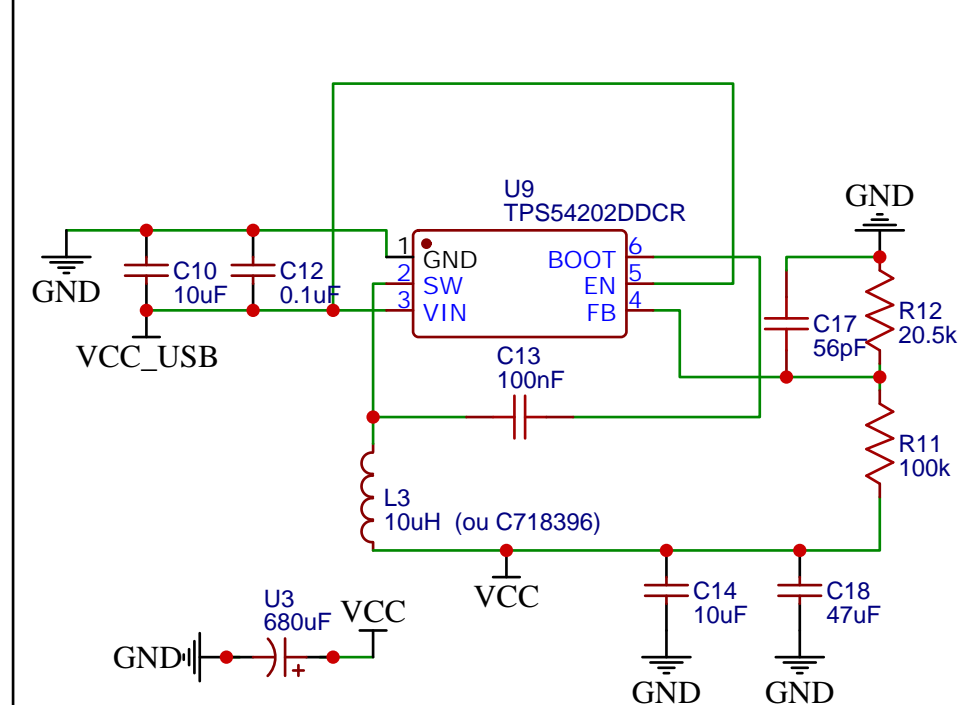 U9
TPS54202DDCR
GND
1
GND
BOOT
6
2
SW
EN
5
3
VIN
FB
4
GND
C10
10uF
C12
0.1uF
VCC_USB
C17
56pF
R12
20.5k
C13
100nF
R11
100k
L3
10uH (ou C718396)
VCC
C14
10uF
C18
47uF
U3
680uF
VCC
GND
+
GND
GND